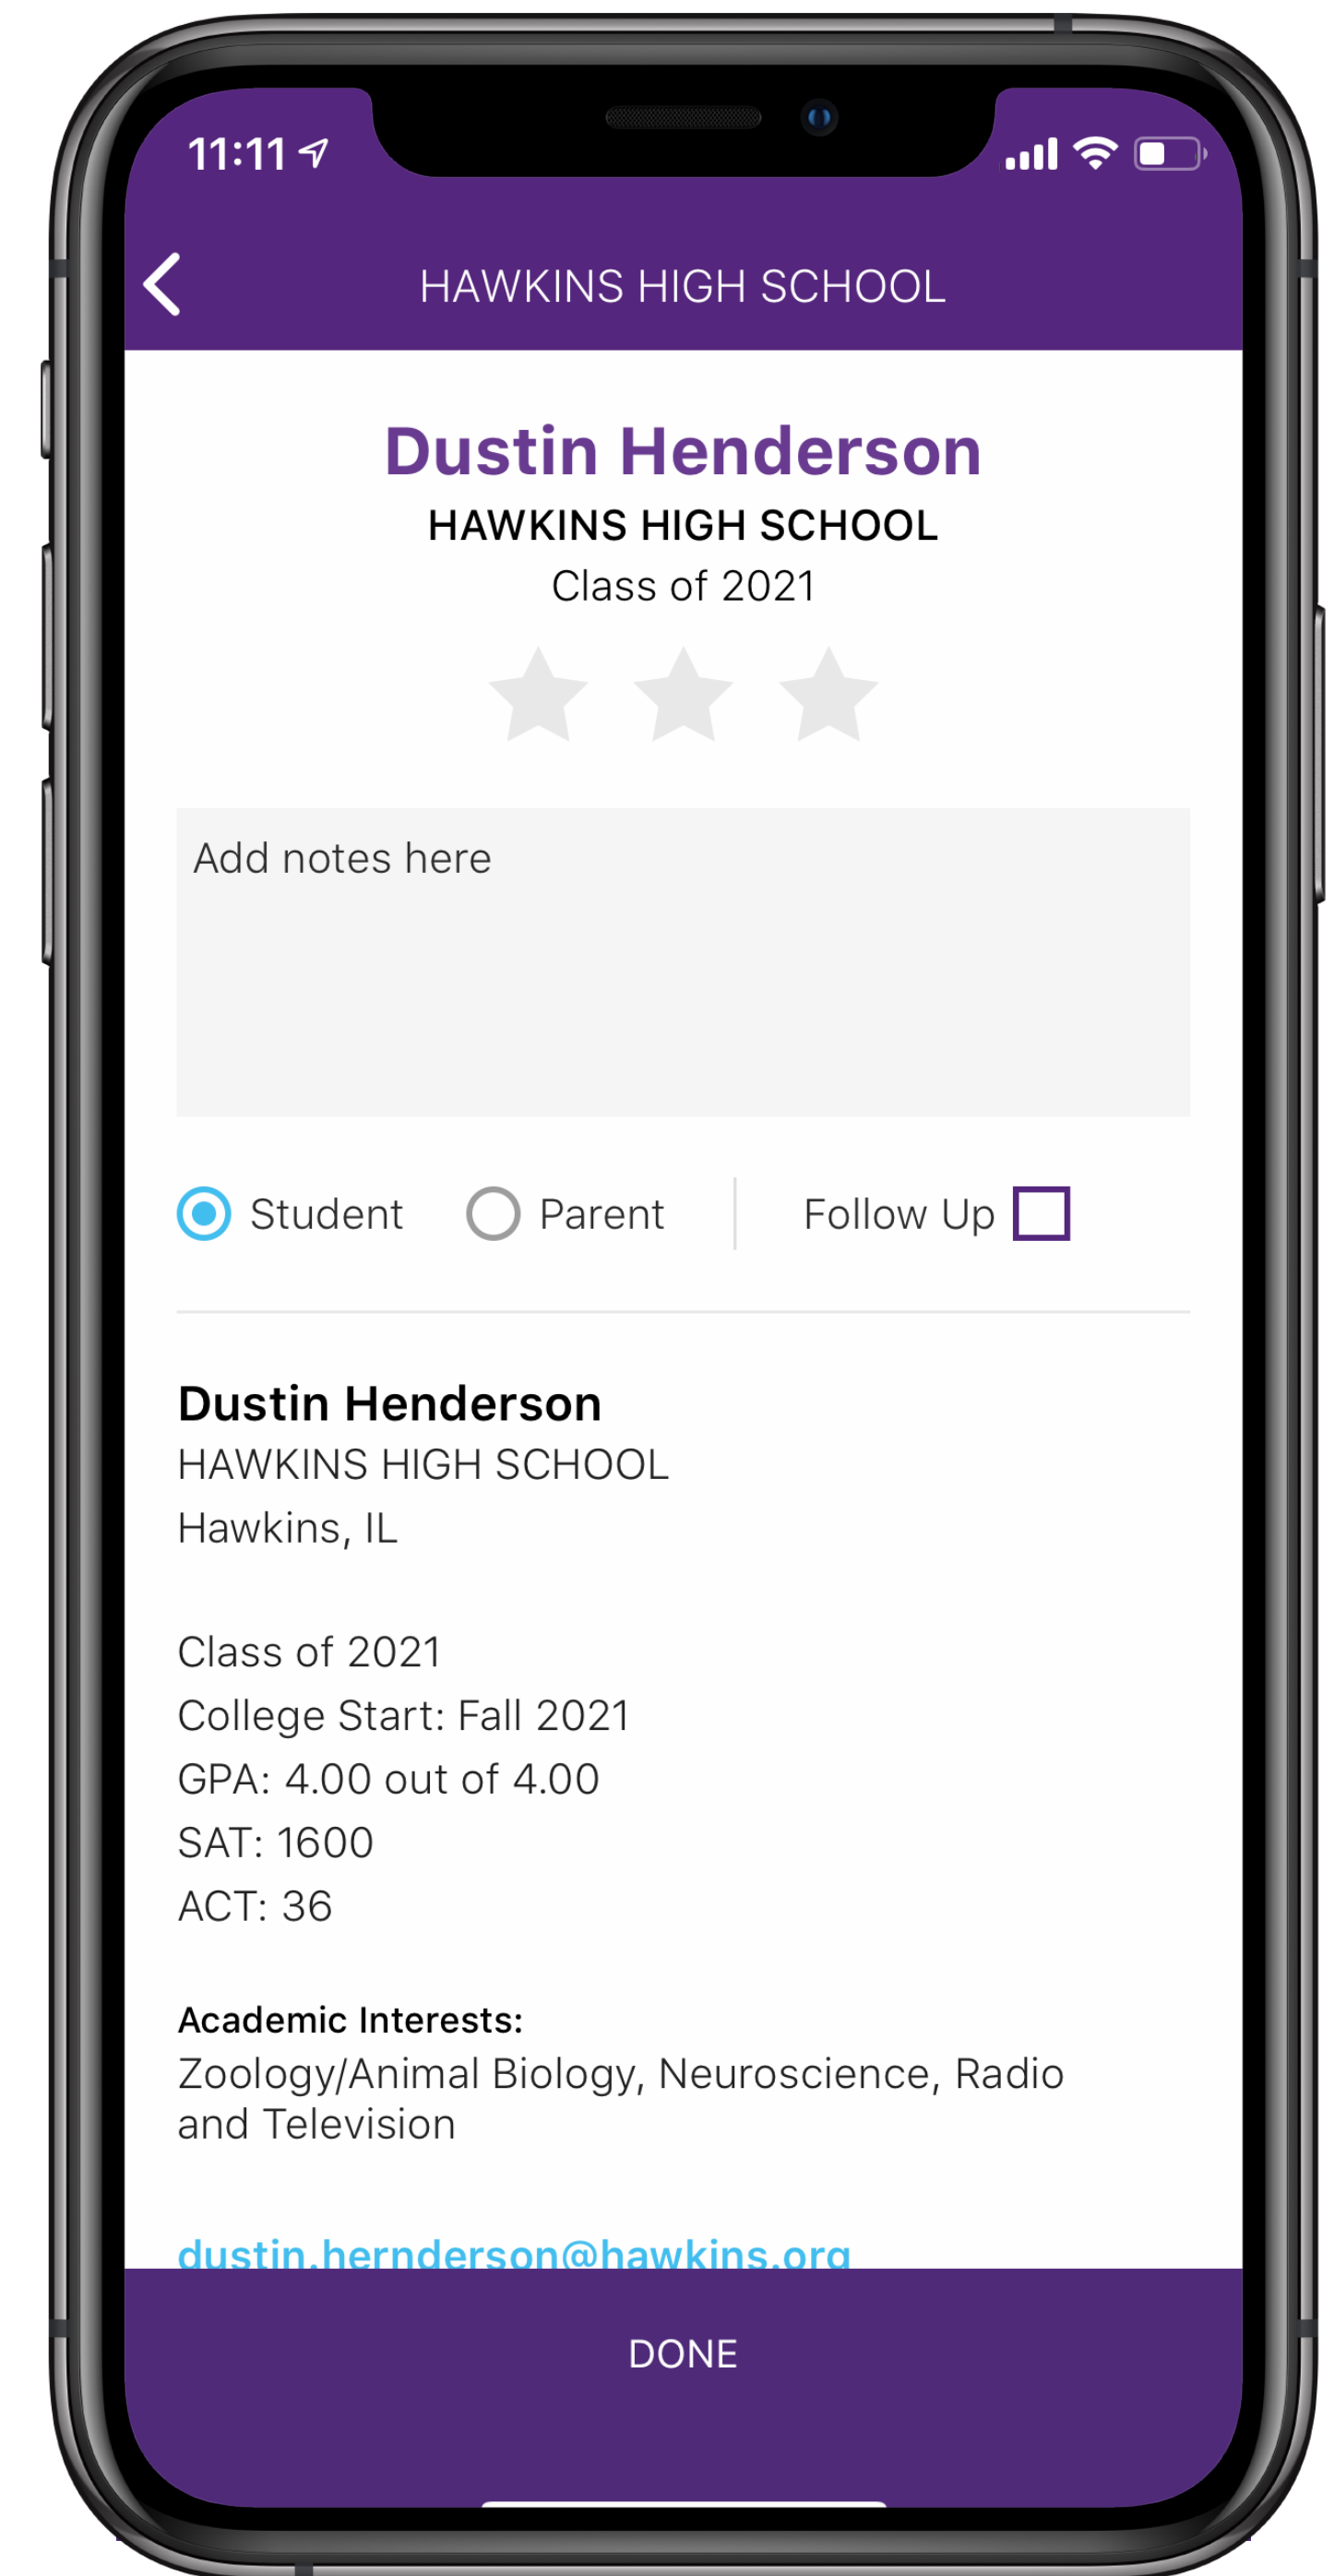 11:11
HAWKINS HIGH SCHOOL
Dustin Henderson
HAWKINS HIGH SCHOOL
Class of 2021
Add notes here
Student Parent Follow Up
Dustin Henderson
HAWKINS HIGH SCHOOL
Hawkins, IL
Class of 2021
College Start: Fall 2021
GPA: 4.00 out of 4.00
SAT: 1600
ACT: 36
Academic Interests:
Zoology/Animal Biology, Neuroscience, Radio
and Television
dustin.hernderson@hawkins.org
DONE